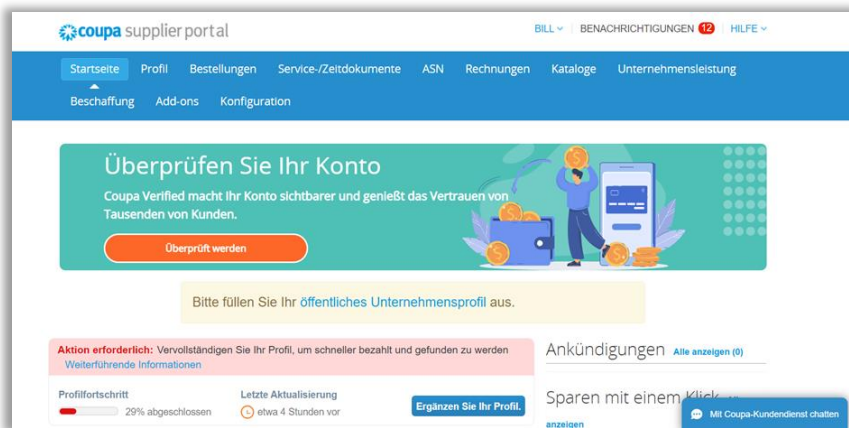 coupa supplier portal
BILL BENACHRICHTIGUNGEN 12 HILFE
Startseite Profil Bestellungen Service-/Zeitdokumente ASN Rechnungen Kataloge Unternehmensleistung
Beschaffung Add-ons Konfiguration
Überprüfen Sie Ihr Konto
Coupa Verified macht Ihr Konto sichtbarer und genießt das Vertrauen von
Tausenden von Kunden.
Überprüft werden
Bitte füllen Sie Ihr öffentliches Unternehmensprofil aus.
Aktion erforderlich: Vervollständigen Sie Ihr Profil, um schneller bezahlt und gefunden zu werden
Weiterführende Informationen
Profilfortschritt
29% abgeschlossen
Letzte Aktualisierung
etwa 4 Stunden vor
Ergänzen Sie Ihr Profil.
Ankündigungen Alle anzeigen (0)
Sparen mit einem Klick
anzeigen
Mit Coupa-Kundendienst chatten